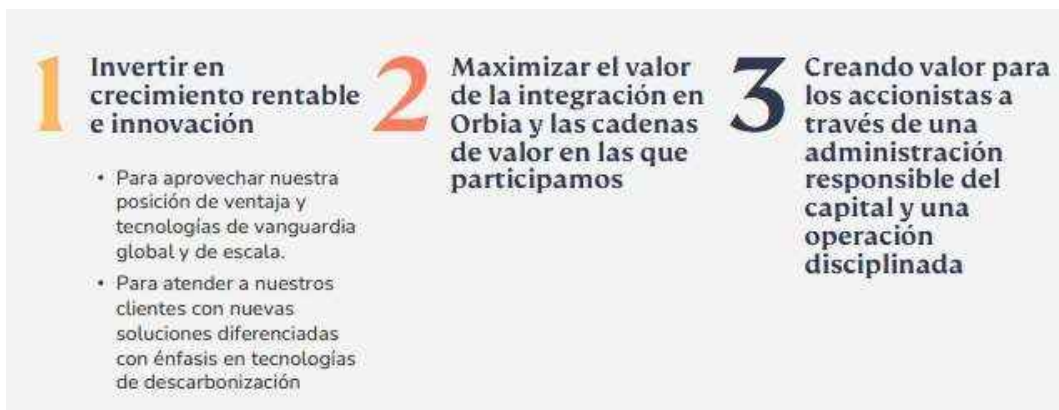 1
Invertir en
crecimiento rentable
e innovación
• Para aprovechar nuestra
posición de ventaja y
tecnologías de vanguardia
global y de escala.
• Para atender a nuestros
clientes con nuevas
soluciones diferenciadas
con énfasis en tecnologías
de descarbonización
2
Maximizar el valor
de la integración en
Orbia y las cadenas
de valor en las que
participamos
3
Creando valor para
los accionistas a
través de una
administración
responsible del
capital y una
operación
disciplinada